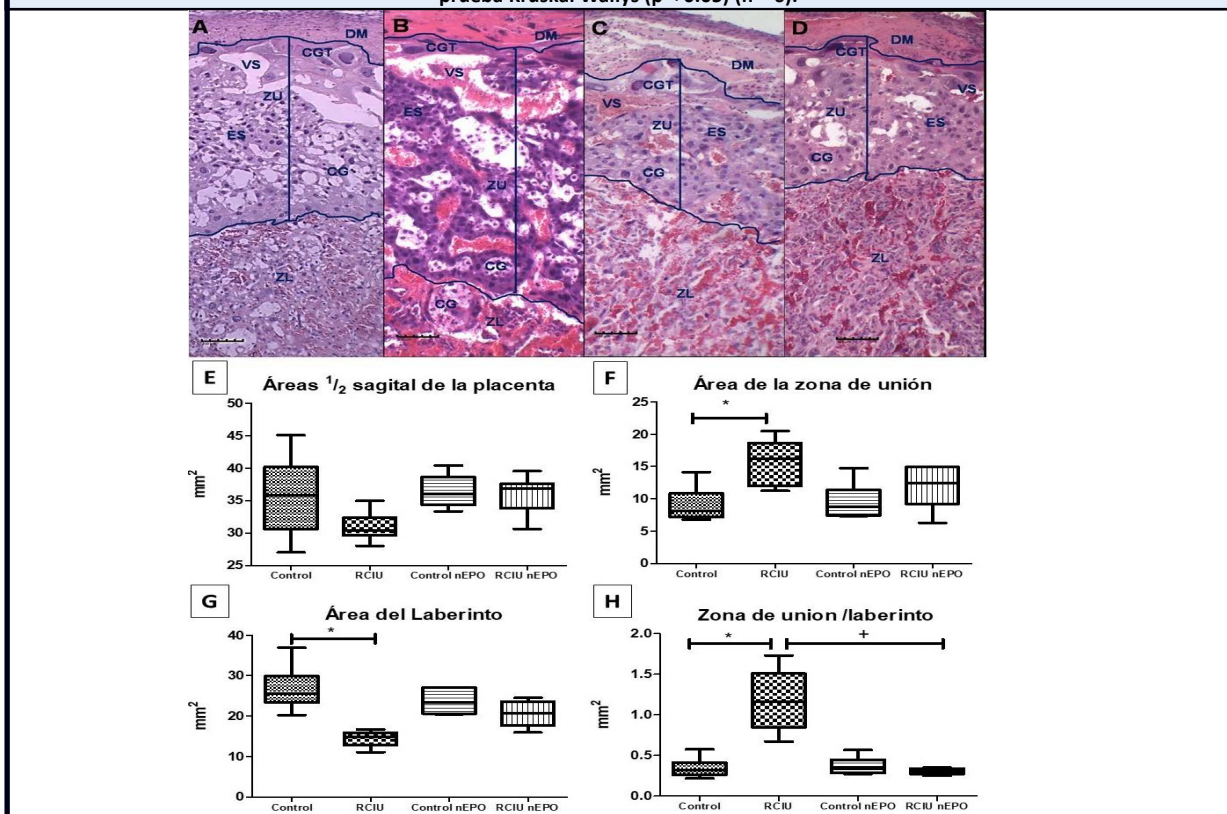 prueba Kruskal Wallys (p < 0.05) (n = 6).
A B C D
DM
CGT
VS
ZU
ES
CG
ZL
DM
CGT
VS
ES
ZU
CG
CG
ZL
DM
CGT
VS
ZU
ES
CG
ZL
DM
CGT
VS
ZU
ES
CG
ZL
E
Áreas 1/2 sagital de la placenta
mm2
50
45
40
35
30
25
Control RCIU Control nEPO RCIU nEPO
F
Área de la zona de unión
mm2
25
20
15
10
5
0
*
Control RCIU Control nEPO RCIU nEPO
G
Área del Laberinto
mm2
40
30
20
10
0
*
Control RCIU Control nEPO RCIU nEPO
H
Zona de union /laberinto
mm2
2.0
1.5
1.0
0.5
0.0
* +
Control RCIU Control nEPO RCIU nEPO